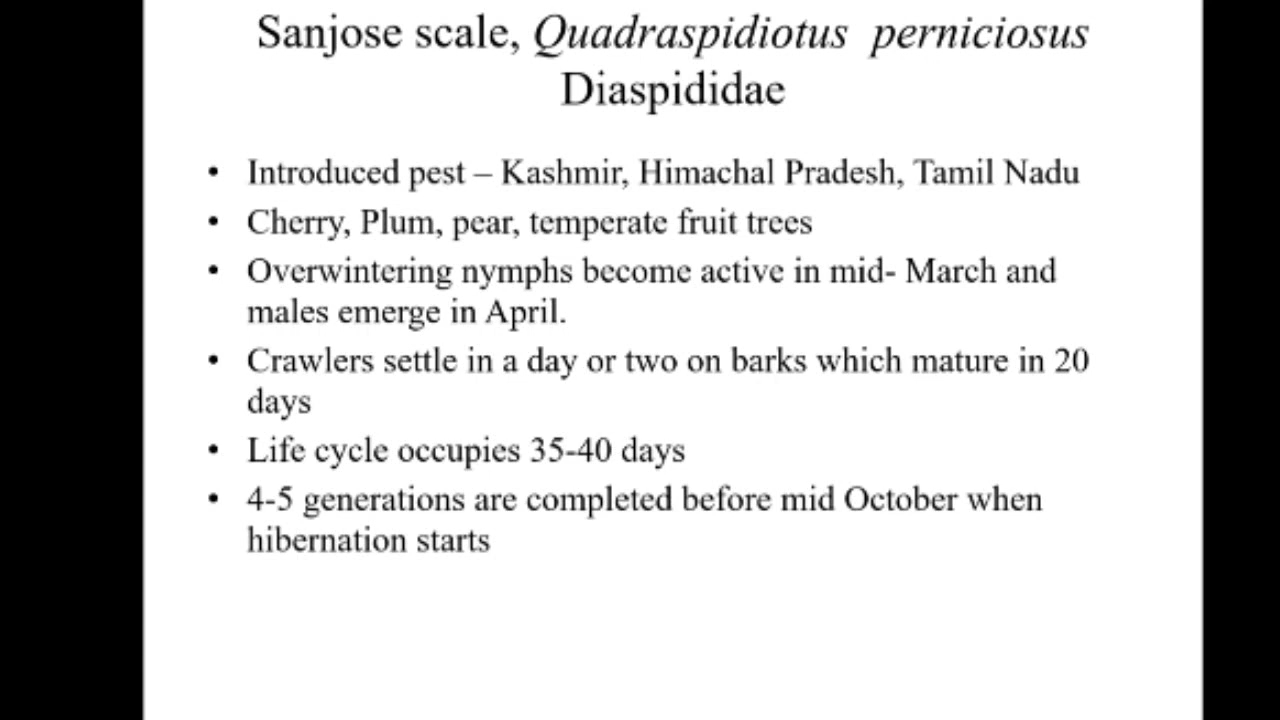 Sanjose scale, Quadraspidiotus perniciosus
Diaspididae
• Introduced pest – Kashmir, Himachal Pradesh, Tamil Nadu
• Cherry, Plum, pear, temperate fruit trees
• Overwintering nymphs become active in mid- March and
males emerge in April.
• Crawlers settle in a day or two on barks which mature in 20
days
• Life cycle occupies 35-40 days
• 4-5 generations are completed before mid October when
hibernation starts